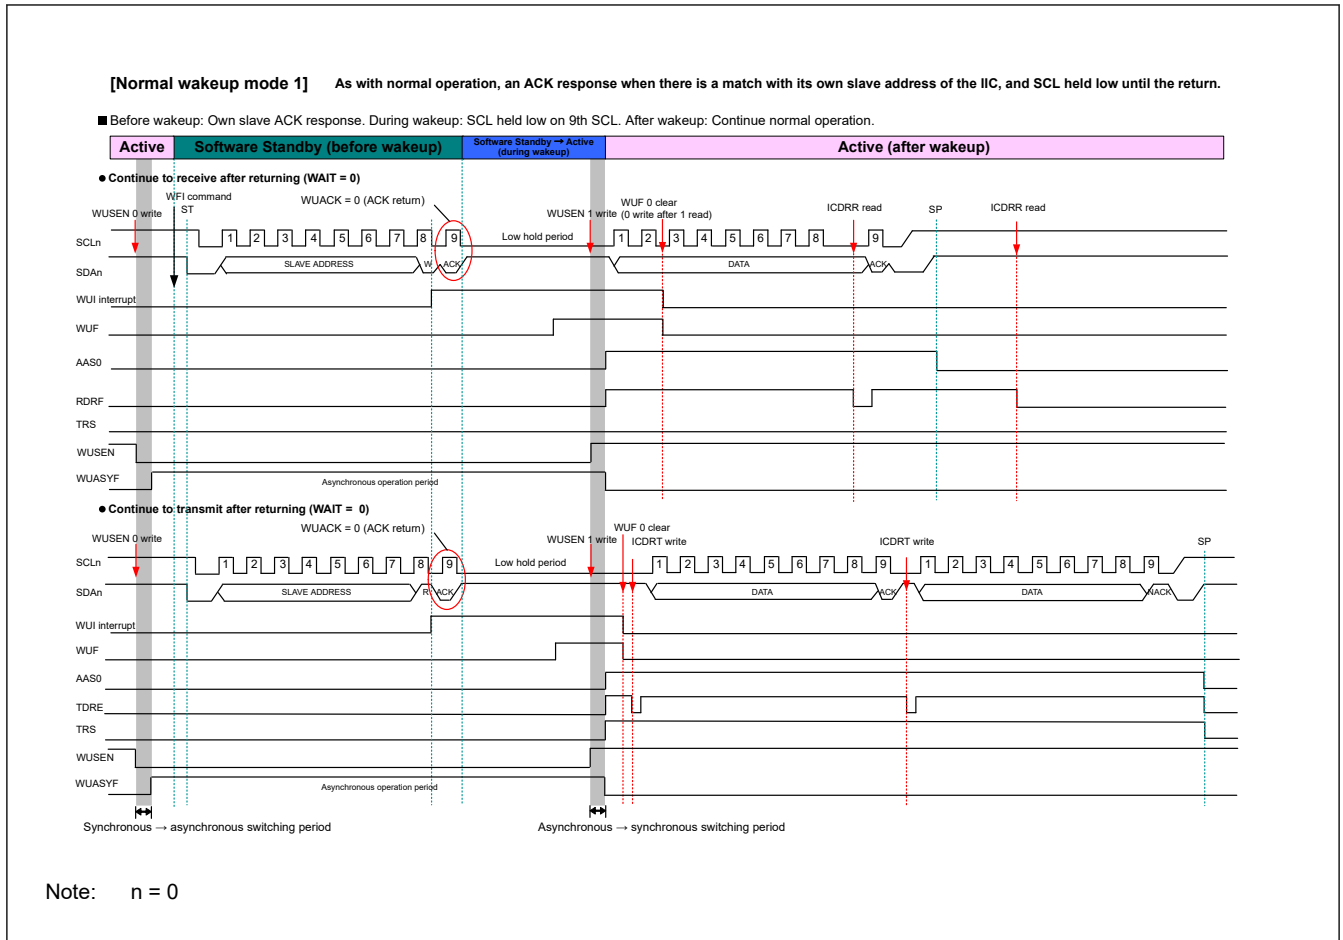 [Normal wakeup mode 1] As with normal operation, an ACK response when there is a match with its own slave address of the IIC, and SCL held low until the return.
■ Before wakeup: Own slave ACK response. During wakeup: SCL held low on 9th SCL. After wakeup: Continue normal operation.
Active Software Standby (before wakeup) Software Standby → Active (during wakeup) Active (after wakeup)
● Continue to receive after returning (WAIT = 0)
WFI command
WUSEN 0 write ST WUACK = 0 (ACK return) WUSEN 1 write WUF 0 clear (0 write after 1 read) ICDRR read SP ICDRR read
SCLn 1 2 3 4 5 6 7 8 9 Low hold period 1 2 3 4 5 6 7 8 9
SDAn SLAVE ADDRESS W ACK DATA ACK
WUI interrupt
WUF
AAS0
RDRF
TRS
WUSEN
WUASYF Asynchronous operation period
● Continue to transmit after returning (WAIT = 0)
WUSEN 0 write WUACK = 0 (ACK return) WUSEN 1 write WUF 0 clear ICDRT write ICDRT write SP
SCLn 1 2 3 4 5 6 7 8 9 Low hold period 1 2 3 4 5 6 7 8 9 1 2 3 4 5 6 7 8 9
SDAn SLAVE ADDRESS R ACK DATA ACK DATA NACK
WUI interrupt
WUF
AAS0
TDRE
TRS
WUSEN
WUASYF Asynchronous operation period
Synchronous → asynchronous switching period Asynchronous → synchronous switching period
Note: n = 0